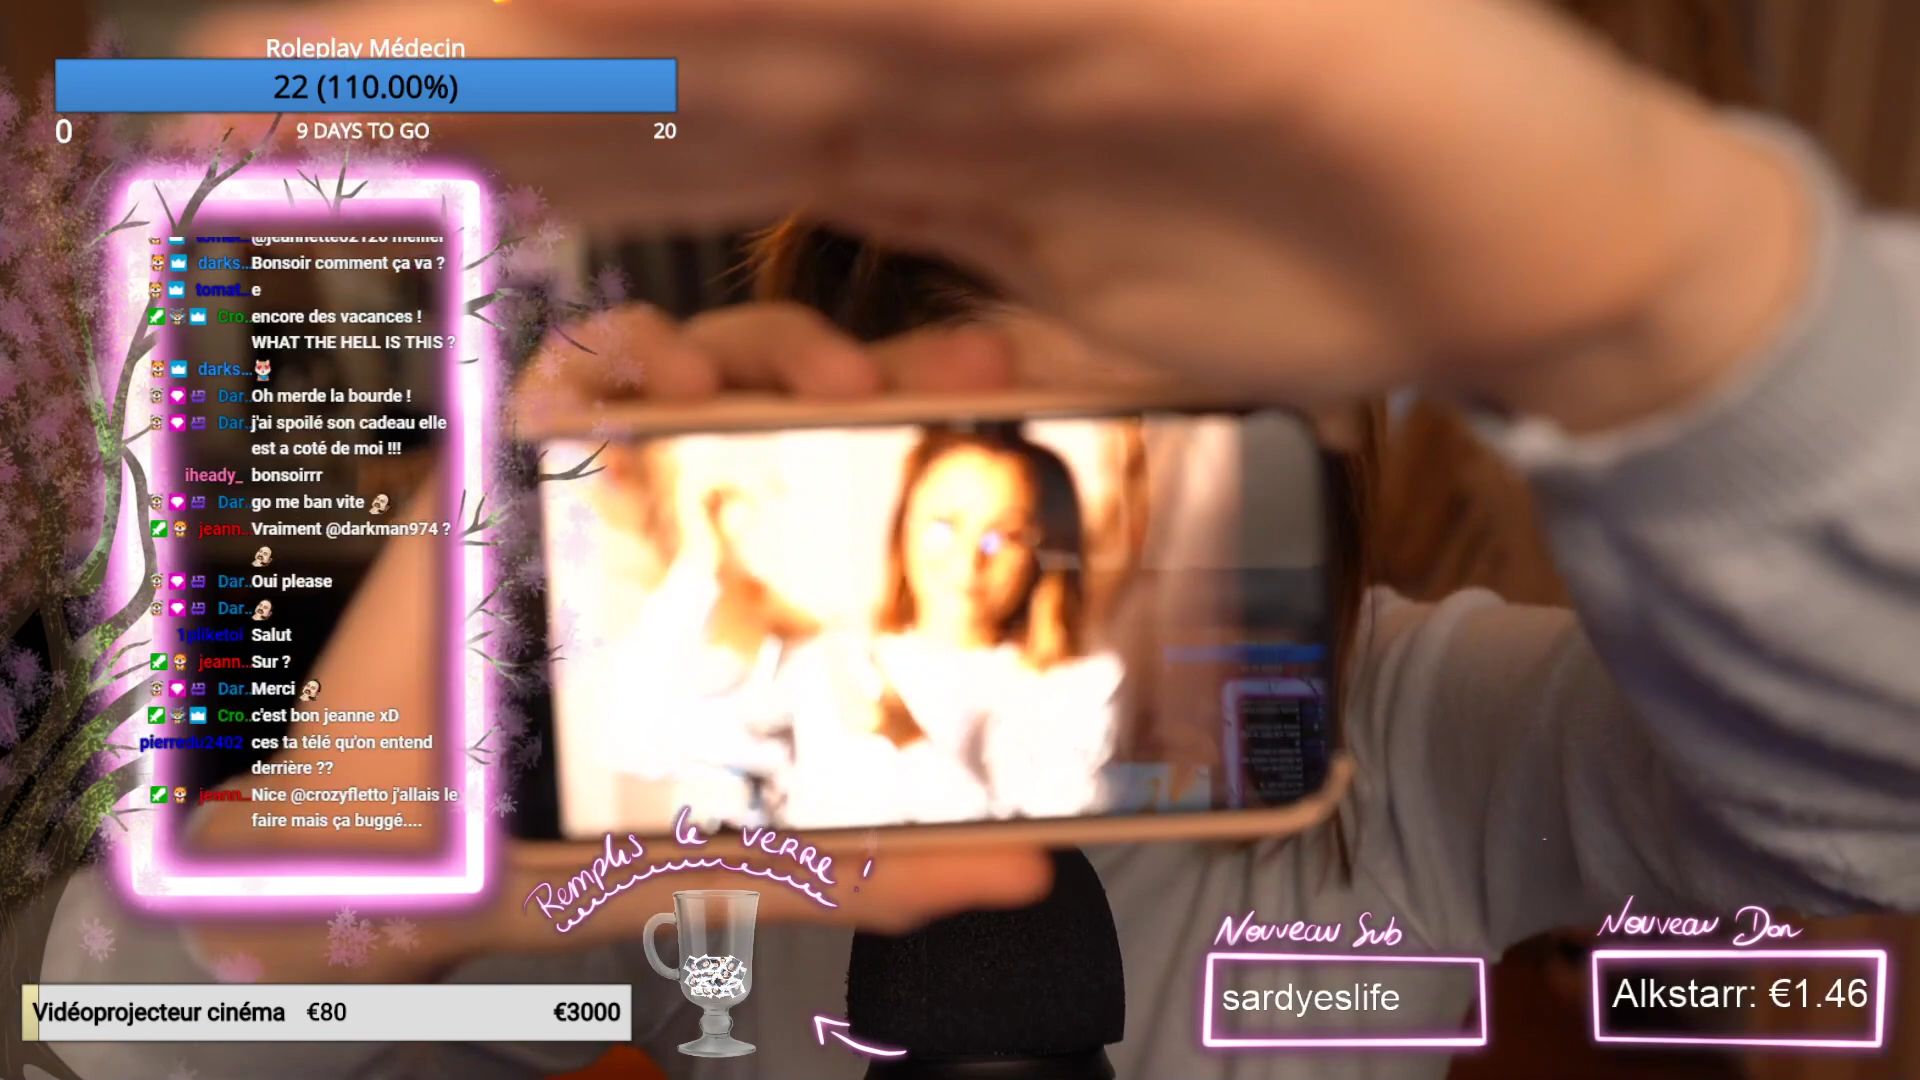 Roleplay Médecin
22 (110.00%)
0 9 DAYS TO GO 20
darks... Bonsoir comment ça va ?
tomat... e
Cro.. encore des vacances !
WHAT THE HELL IS THIS ?
darks...
Dar.. Oh merde la bourde !
Dar.. j'ai spoilé son cadeau elle
est a coté de moi !!!
iheady_ bonsoirrr
Dar.. go me ban vite
jeann... Vraiment @darkman974 ?
Dar.. Oui please
Dar..
1pliketoi Salut
jeann... Sur ?
Dar.. Merci
Cro.. c'est bon jeanne xD
pierredu2402 ces ta télé qu'on entend
derrière ??
jeann... Nice @crozyfletto j'allais le
faire mais ça buggé....
Remplis le verre !
Vidéoprojecteur cinéma €80 €3000
Nouveau Sub
sardyeslife
Nouveau Don
Alkstarr: €1.46